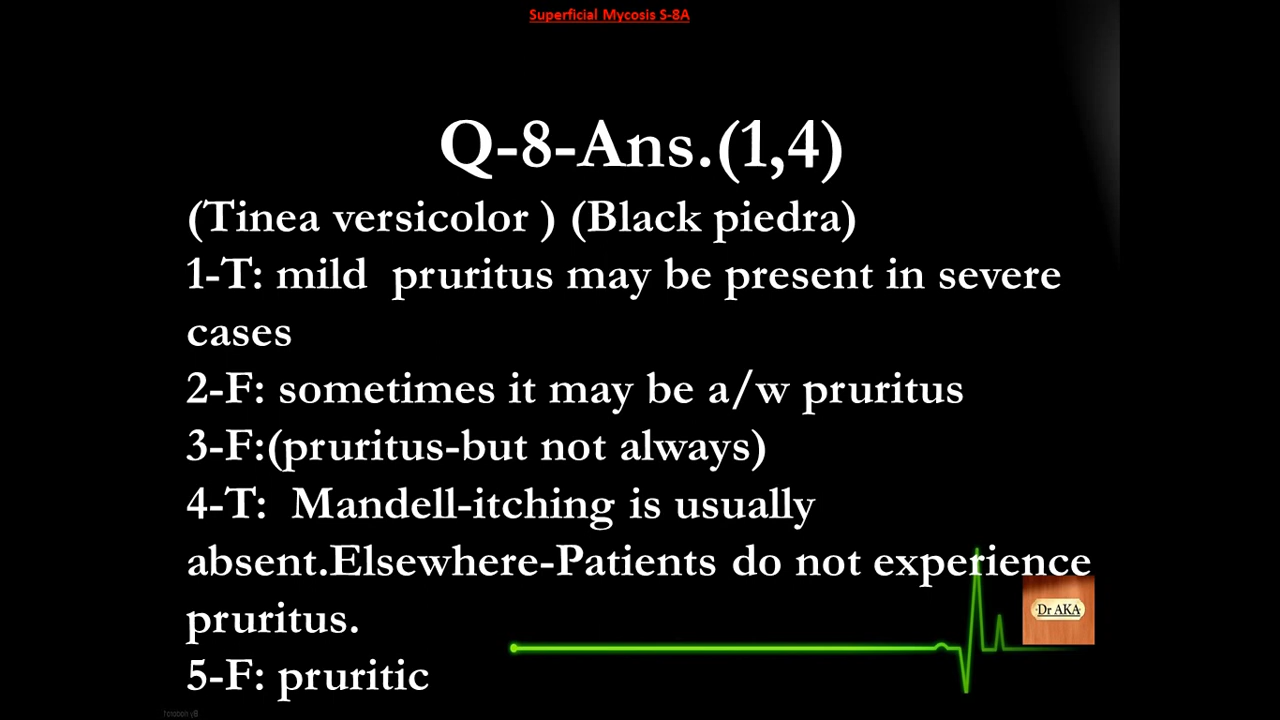 Superficial Mycosis S-8A
Q-8-Ans.(1,4)
(Tinea versicolor ) (Black piedra)
1-T: mild  pruritus may be present in severe
cases
2-F: sometimes it may be a/w pruritus
3-F:(pruritus-but not always)
4-T:  Mandell-itching is usually
absent.Elsewhere-Patients do not experience
pruritus.
Dr AKA
5-F: pruritic